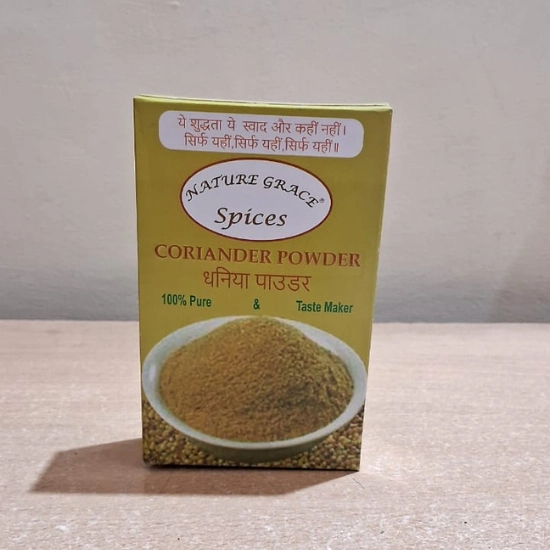 ये शुद्धता ये स्वाद और कहीं नहीं।
सिर्फ यहीं,सिर्फ यहीं,सिर्फ यहीं॥
NATURE GRACE®
Spices
CORIANDER POWDER
धनिया पाउडर
100% Pure & Taste Maker